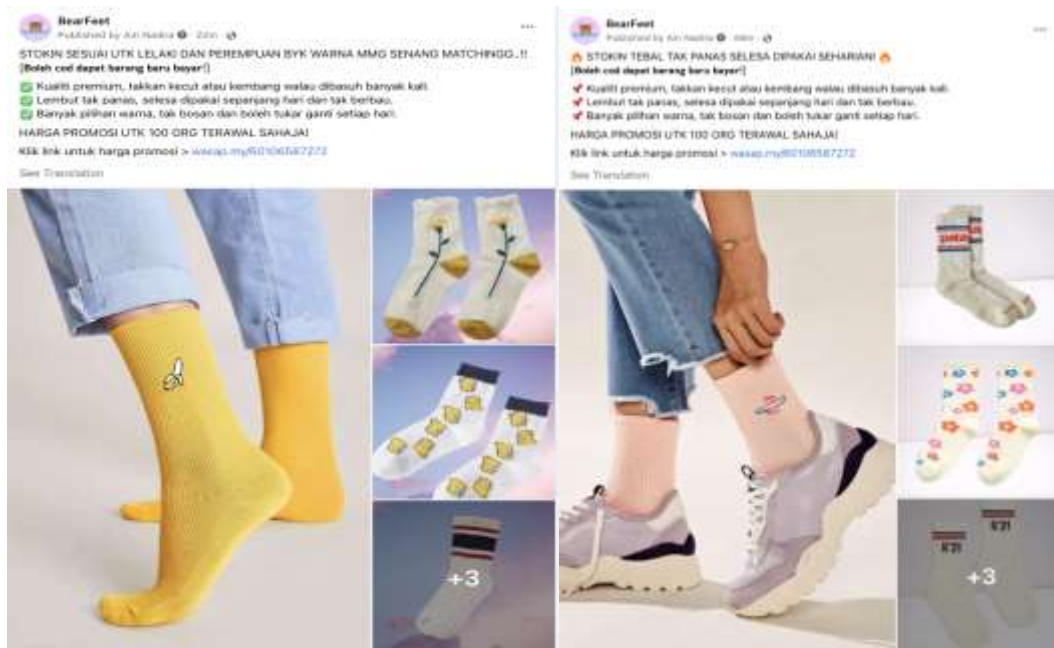 BearFeet
Published by Ain Nadira
STOKIN SESUAI UTK LELAKI DAN PEREMPUAN BYK WARNA MMG SENANG MATCHINGG..!!
[Boleh cod dapat barang baru bayar!]
✅ Kualiti premium, takkan kecut atau kembang walau dibasuh banyak kali.
✅ Lembut tak panas, selesa dipakai sepanjang hari dan tak berbau.
✅ Banyak pilihan warna, tak bosan dan boleh tukar ganti setiap hari.
HARGA PROMOSI UTK 100 ORG TERAWAL SAHAJA!
Klik link untuk harga promosi > wasap.my/60106587272
See Translation
+3
BearFeet
Published by Ain Nadira
🔥 STOKIN TEBAL TAK PANAS SELESA DIPAKAI SEHARIAN! 🔥
[Boleh cod dapat barang baru bayar!]
📌 Kualiti premium, takkan kecut atau kembang walau dibasuh banyak kali.
📌 Lembut tak panas, selesa dipakai sepanjang hari dan tak berbau.
📌 Banyak pilihan warna, tak bosan dan boleh tukar ganti setiap hari.
HARGA PROMOSI UTK 100 ORG TERAWAL SAHAJA!
Klik link untuk harga promosi > wasap.my/60106587272
See Translation
+3